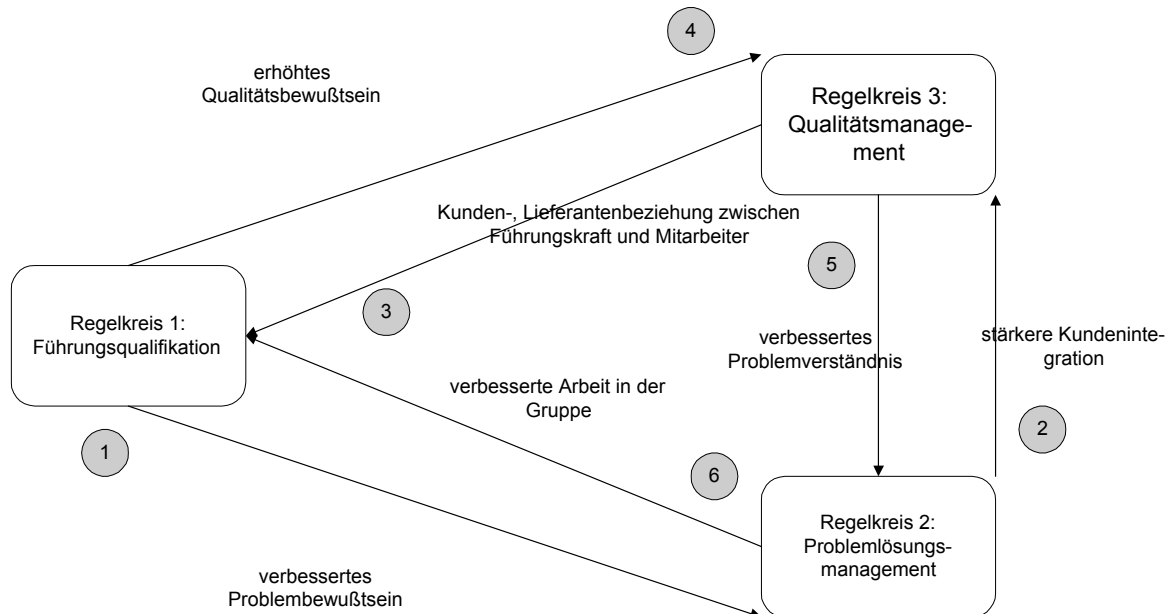 4
erhöhtes
Qualitätsbewußtsein
Regelkreis 3:
Qualitätsmanage-
ment
Kunden-, Lieferantenbeziehung zwischen
Führungskraft und Mitarbeiter
5
Regelkreis 1:
Führungsqualifikation
3
verbessertes
Problemverständnis
stärkere Kundeninte-
gration
verbesserte Arbeit in der
Gruppe
1
2
6
Regelkreis 2:
Problemlösungs-
management
verbessertes
Problembewußtsein